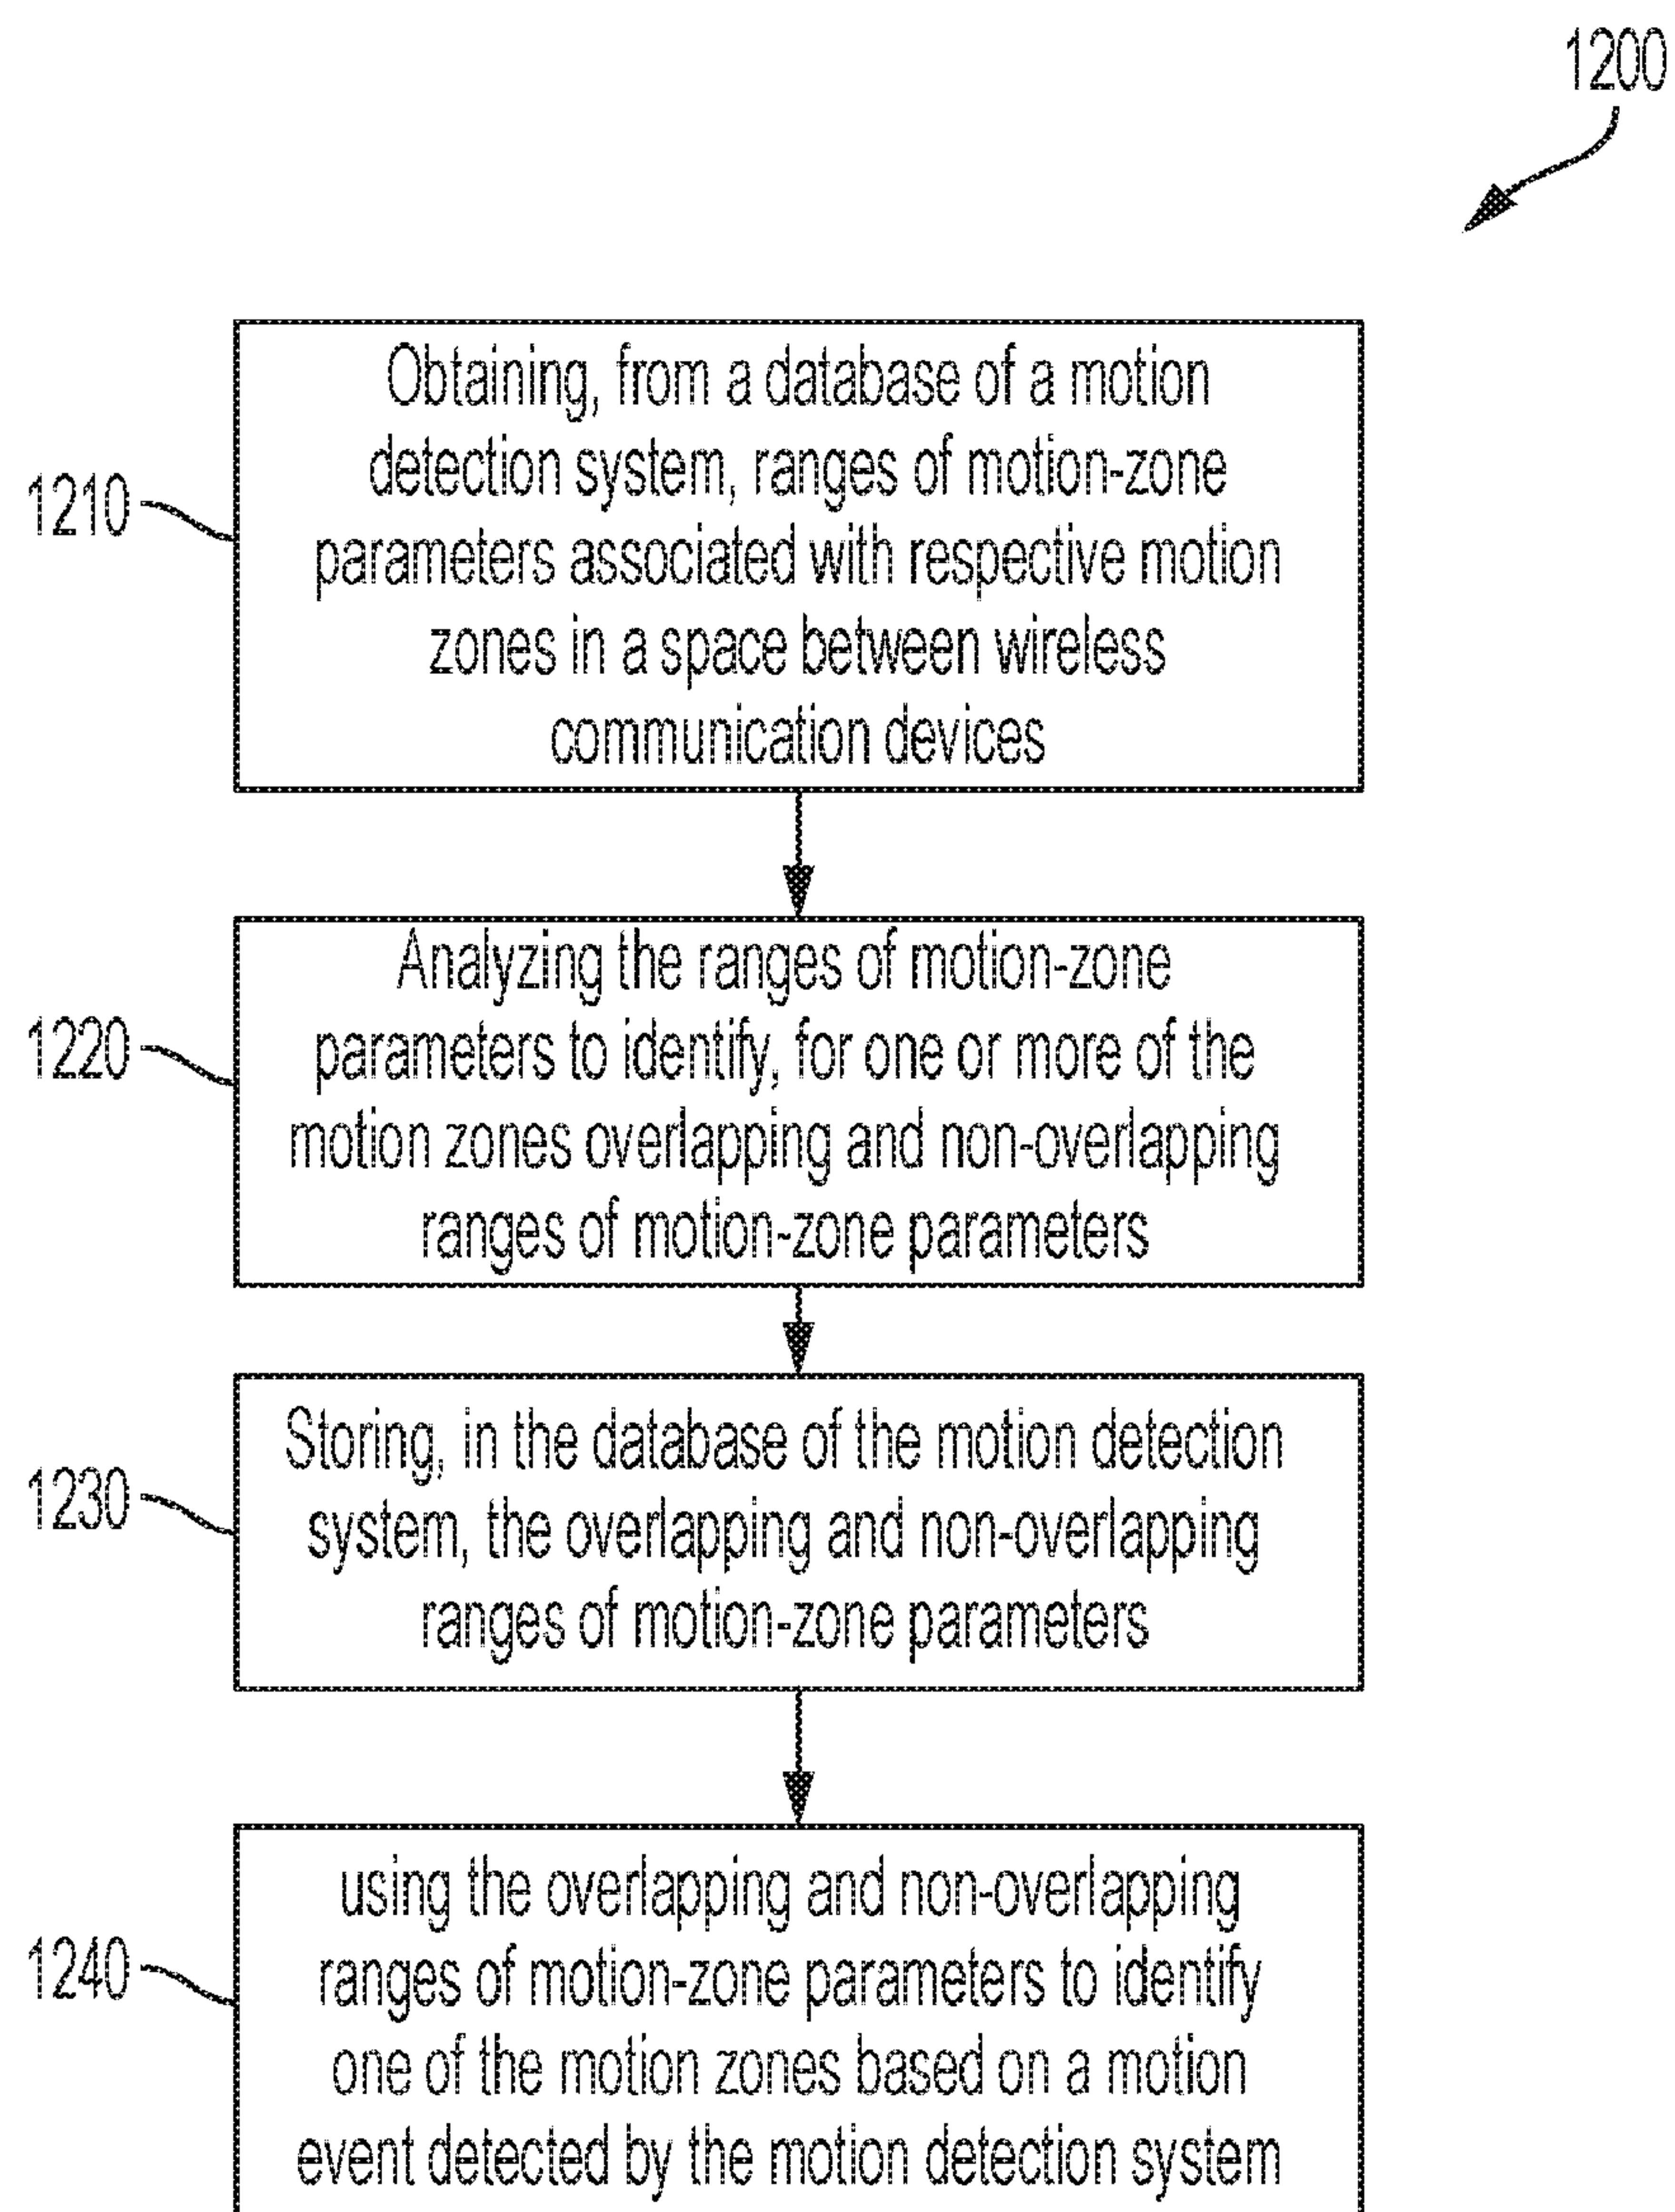 1200
Obtaining, from a database of a motion
detection system, ranges of motion-zone
parameters associated with respective motion
zones in a space between wireless
communication devices
1210
Analyzing the ranges of motion-zone
parameters to identify, for one or more of the
motion zones overlapping and non-overlapping
ranges of motion-zone parameters
1220
Storing, in the database of the motion detection
system, the overlapping and non-overlapping
ranges of motion-zone parameters
1230
using the overlapping and non-overlapping
ranges of motion-zone parameters to identify
one of the motion zones based on a motion
event detected by the motion detection system
1240